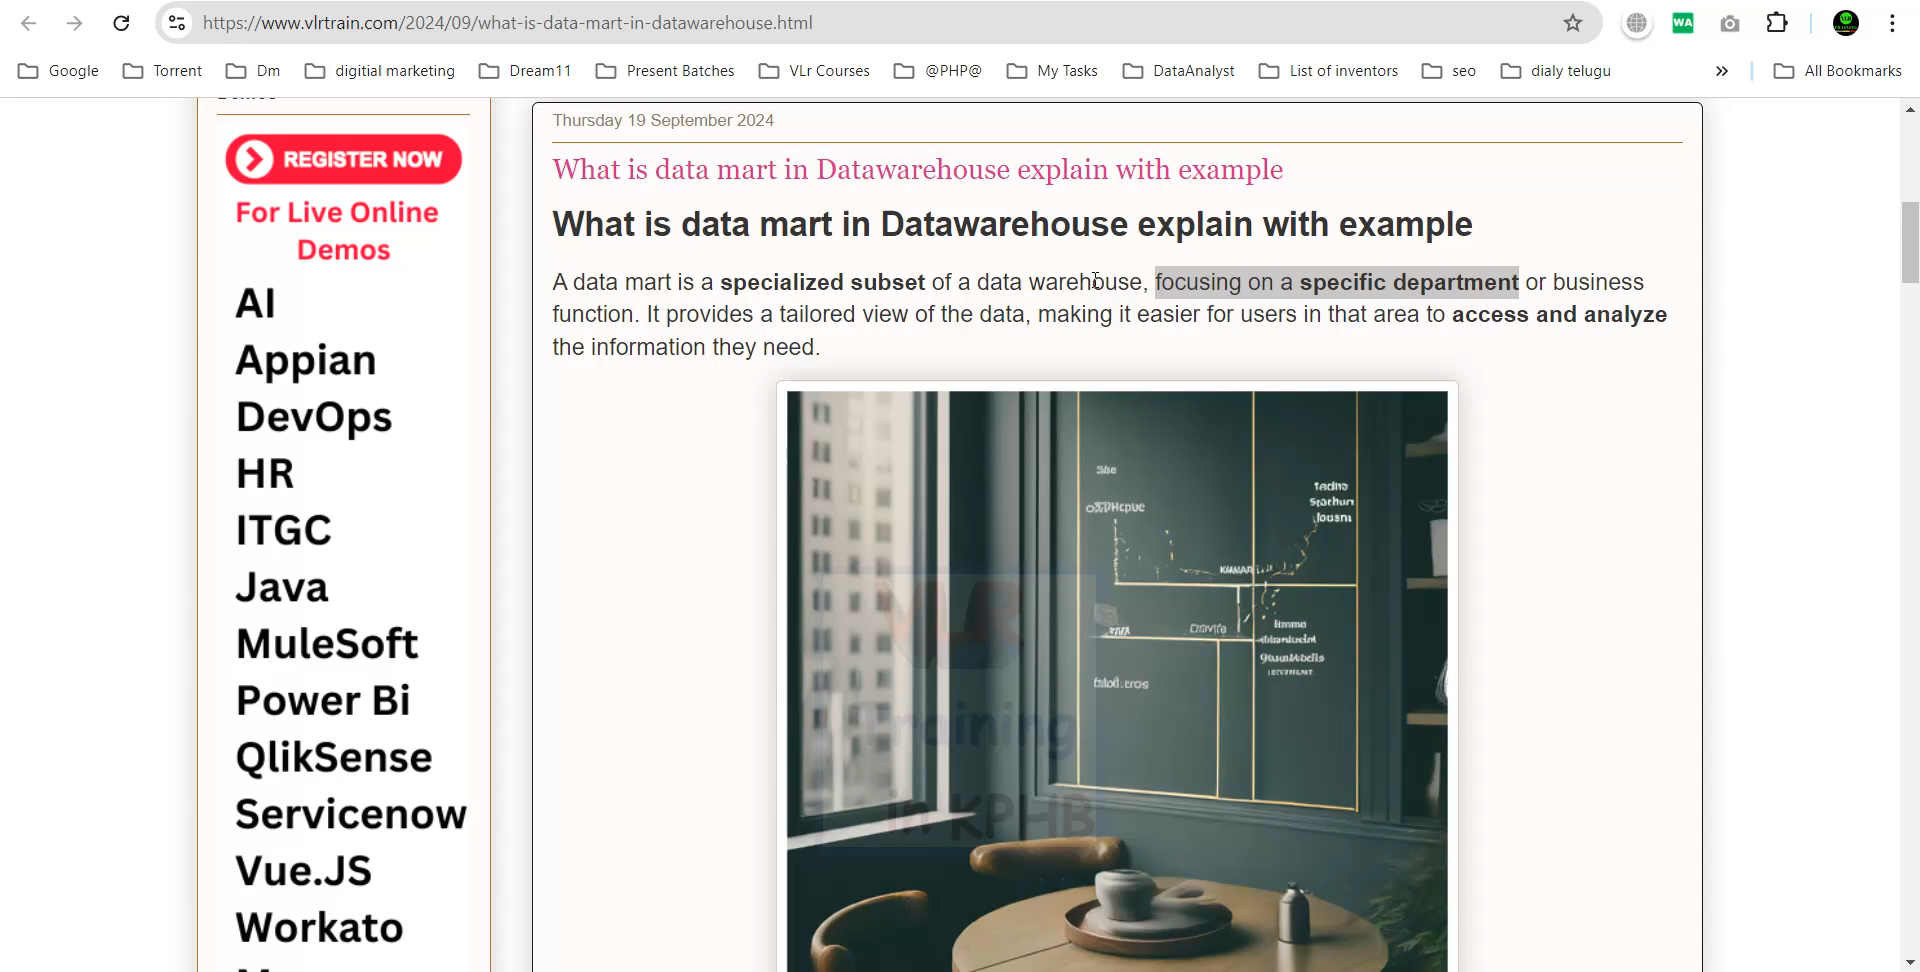 https://www.vlrtrain.com/2024/09/what-is-data-mart-in-datawarehouse.html
WA
Google
Torrent
Dm
digitial marketing
Dream11
Present Batches
VLr Courses
@PHP@
My Tasks
DataAnalyst
List of inventors
seo
dialy telugu
»
All Bookmarks
REGISTER NOW
For Live Online
Demos
AI
Appian
DevOps
HR
ITGC
Java
MuleSoft
Power Bi
QlikSense
Servicenow
Vue.JS
Workato
Thursday 19 September 2024
What is data mart in Datawarehouse explain with example
What is data mart in Datawarehouse explain with example
A data mart is a specialized subset of a data warehouse, focusing on a specific department or business
function. It provides a tailored view of the data, making it easier for users in that area to access and analyze
the information they need.
VLR
Training
in KPHB